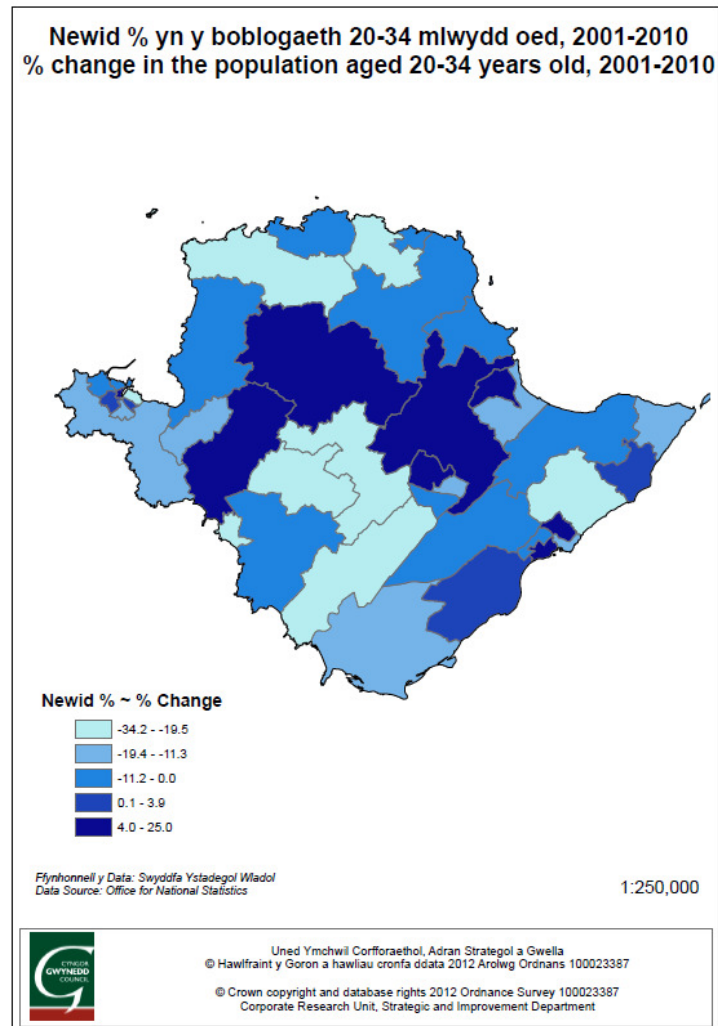 Newid % yn y boblogaeth 20-34 mlwydd oed, 2001-2010
% change in the population aged 20-34 years old, 2001-2010
Newid % ~ % Change
-34.2 - -19.5
-19.4 - -11.3
-11.2 - 0.0
0.1 - 3.9
4.0 - 25.0
Ffynhonnell y Data: Swyddfa Ystadegol Wladol
Data Source: Office for National Statistics
1:250,000
CYNGOR
GWYNEDD
COUNCIL
Uned Ymchwil Corfforaethol, Adran Strategol a Gwella
© Hawlfraint y Goron a hawliau cronfa ddata 2012 Arolwg Ordnans 100023387
© Crown copyright and database rights 2012 Ordnance Survey 100023387
Corporate Research Unit, Strategic and Improvement Department